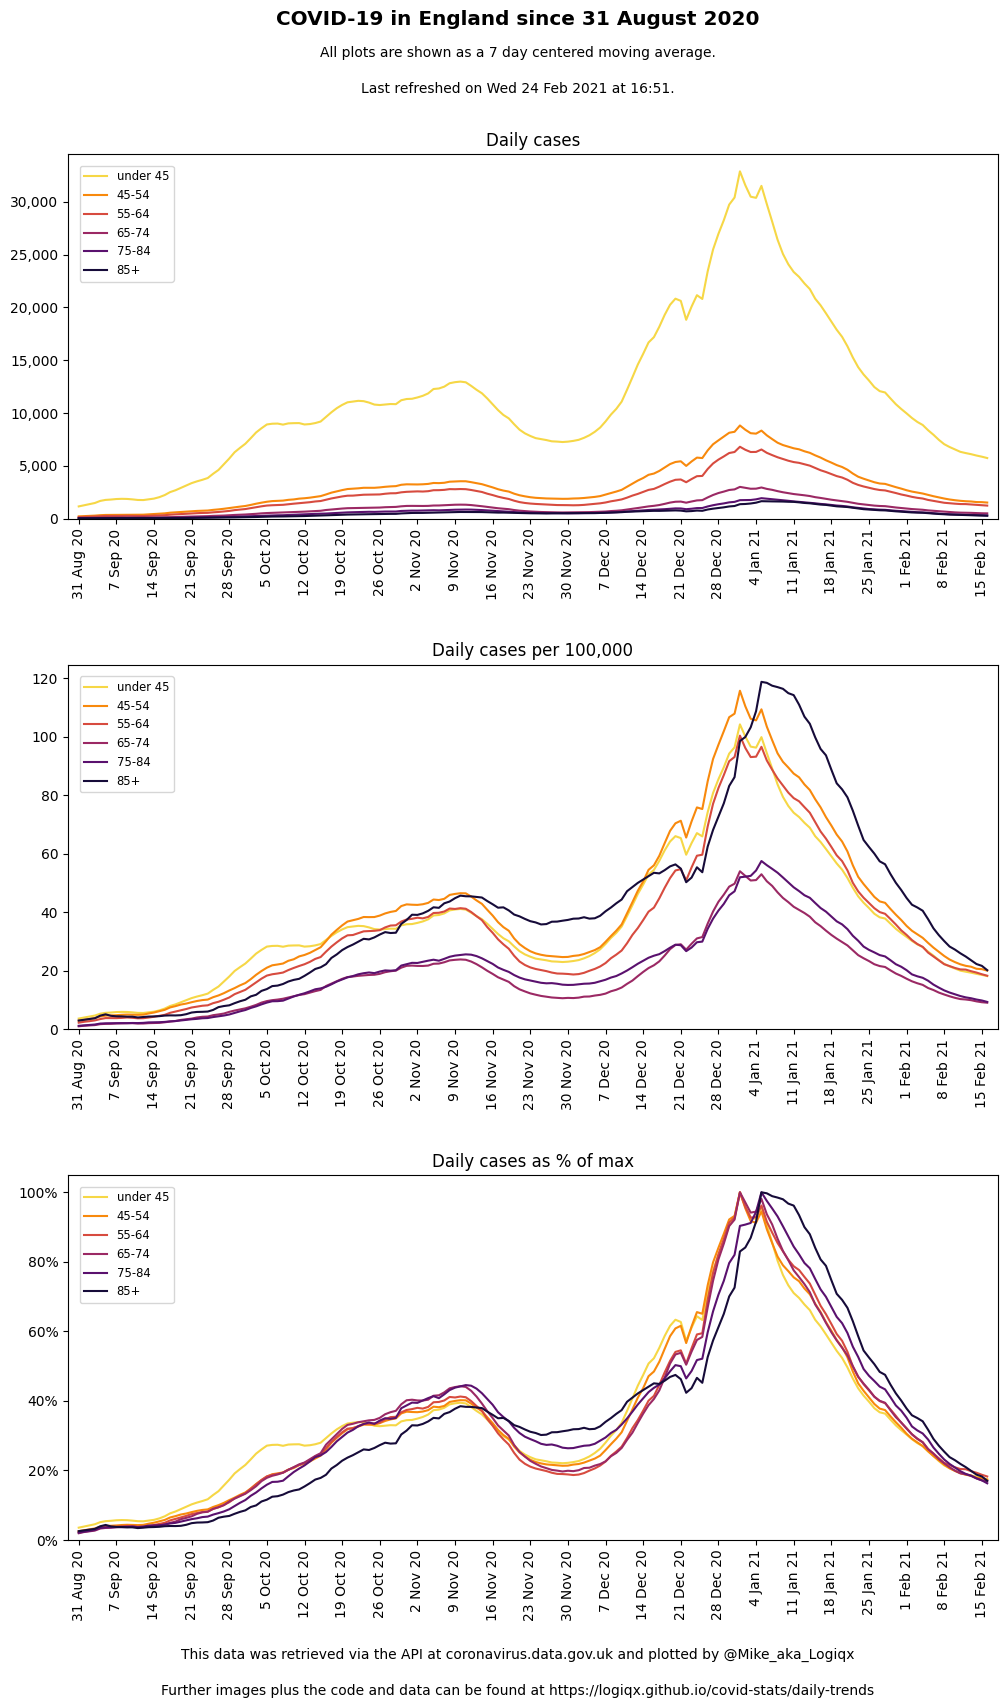 COVID-19 in England since 31 August 2020
All plots are shown as a 7 day centered moving average.
Last refreshed on Wed 24 Feb 2021 at 16:51.
Daily cases
under 45
45-54
55-64
65-74
75-84
85+
30,000
25,000
20,000
15,000
10,000
5,000
0
31 Aug 20
7 Sep 20
14 Sep 20
21 Sep 20
28 Sep 20
5 Oct 20
12 Oct 20
19 Oct 20
26 Oct 20
2 Nov 20
9 Nov 20
16 Nov 20
23 Nov 20
30 Nov 20
7 Dec 20
14 Dec 20
21 Dec 20
28 Dec 20
4 Jan 21
11 Jan 21
18 Jan 21
25 Jan 21
1 Feb 21
8 Feb 21
15 Feb 21
Daily cases per 100,000
under 45
45-54
55-64
65-74
75-84
85+
120
100
80
60
40
20
0
31 Aug 20
7 Sep 20
14 Sep 20
21 Sep 20
28 Sep 20
5 Oct 20
12 Oct 20
19 Oct 20
26 Oct 20
2 Nov 20
9 Nov 20
16 Nov 20
23 Nov 20
30 Nov 20
7 Dec 20
14 Dec 20
21 Dec 20
28 Dec 20
4 Jan 21
11 Jan 21
18 Jan 21
25 Jan 21
1 Feb 21
8 Feb 21
15 Feb 21
Daily cases as % of max
under 45
45-54
55-64
65-74
75-84
85+
100%
80%
60%
40%
20%
0%
31 Aug 20
7 Sep 20
14 Sep 20
21 Sep 20
28 Sep 20
5 Oct 20
12 Oct 20
19 Oct 20
26 Oct 20
2 Nov 20
9 Nov 20
16 Nov 20
23 Nov 20
30 Nov 20
7 Dec 20
14 Dec 20
21 Dec 20
28 Dec 20
4 Jan 21
11 Jan 21
18 Jan 21
25 Jan 21
1 Feb 21
8 Feb 21
15 Feb 21
This data was retrieved via the API at coronavirus.data.gov.uk and plotted by @Mike_aka_Logiqx
Further images plus the code and data can be found at https://logiqx.github.io/covid-stats/daily-trends